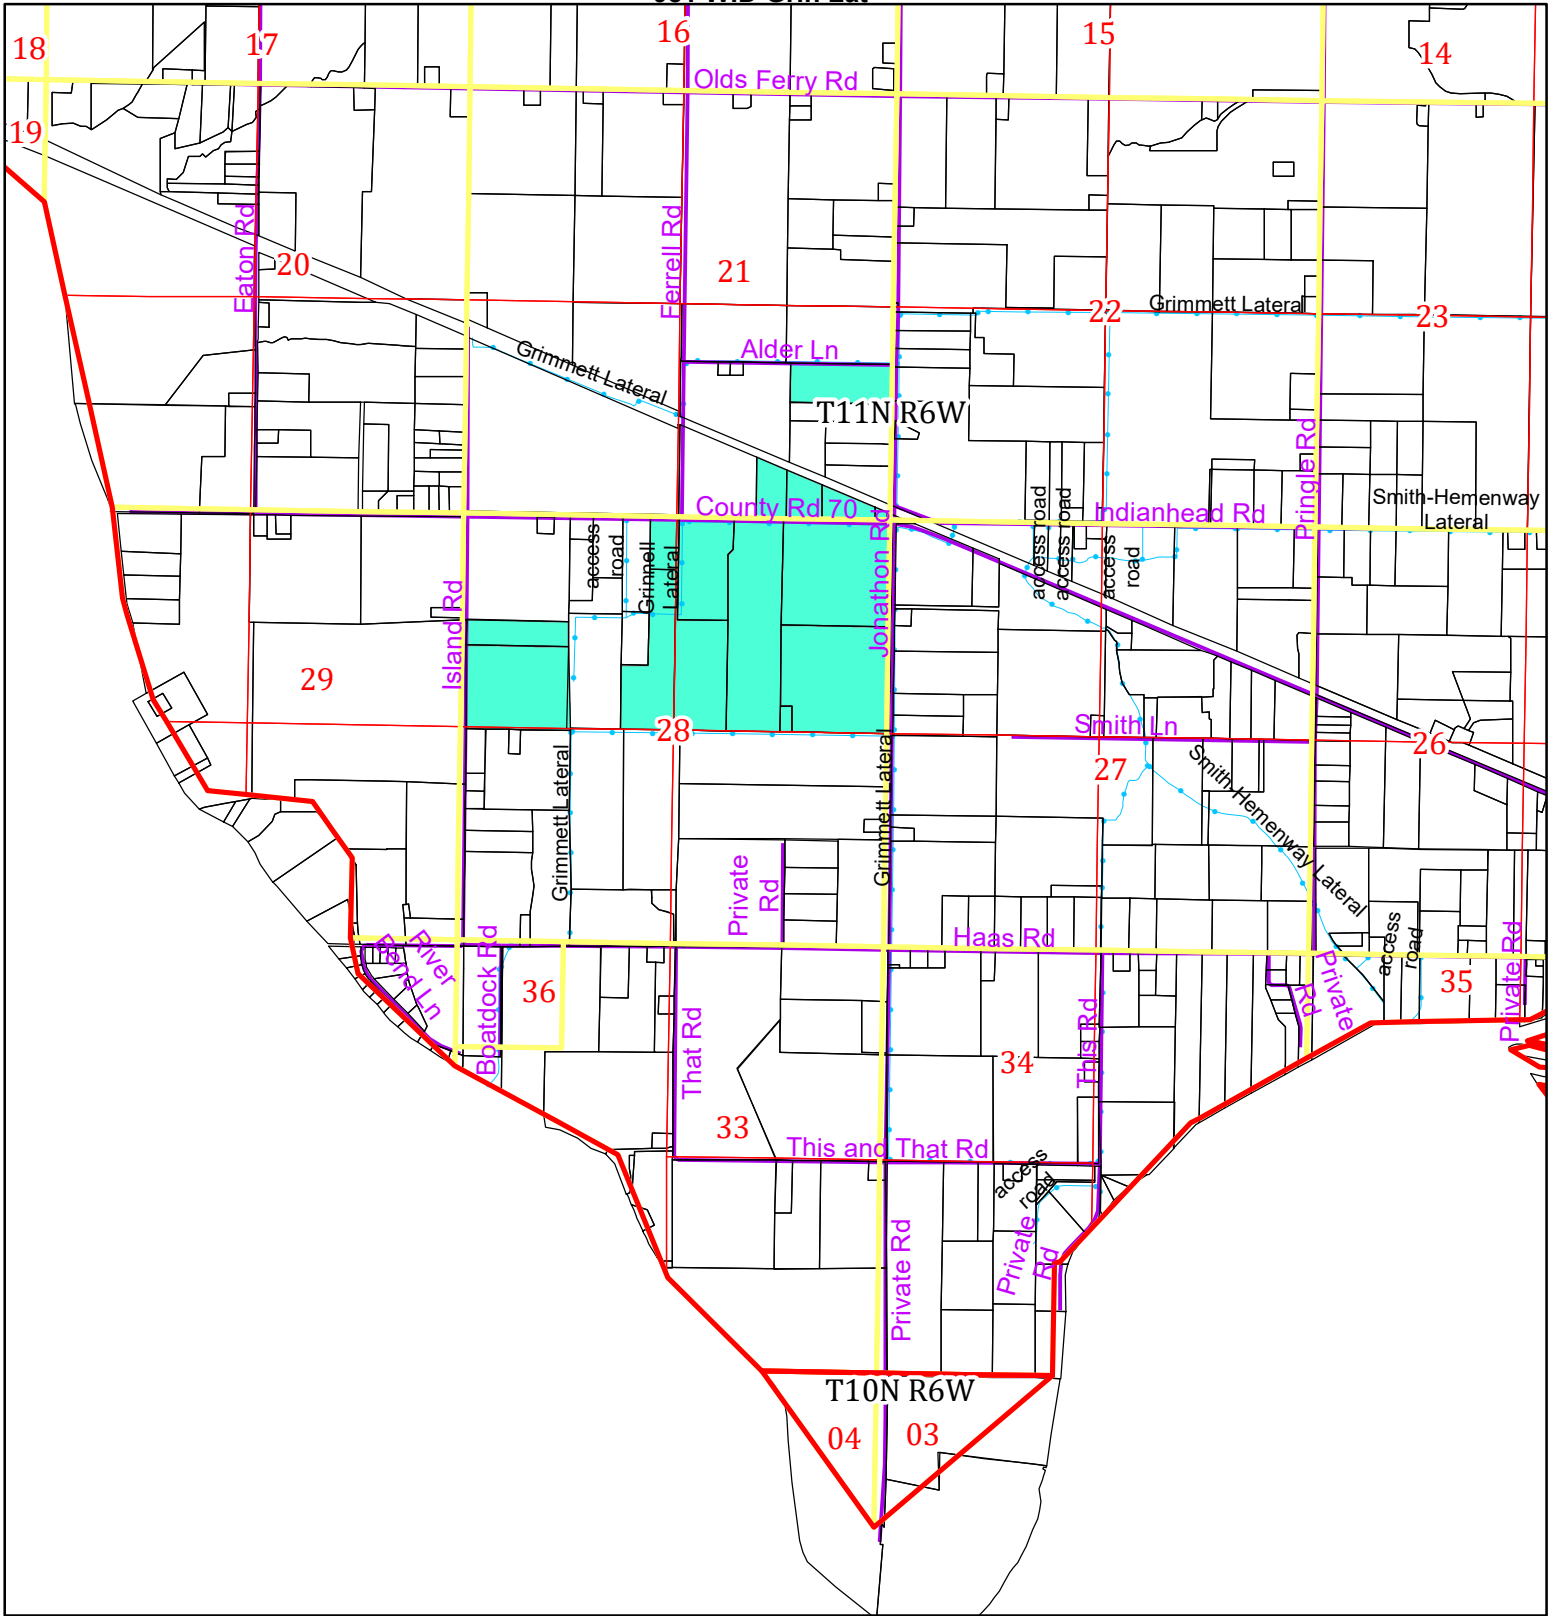 18
17
16
15
14
Olds Ferry Rd
19
Eaton Rd
20
Ferrell Rd
21
Grimmett Lateral
22
23
Alder Ln
Grimmett Lateral
T11N R6W
Pringle Rd
County Rd 70
Indianhead Rd
Smith-Hemenway
Lateral
access
road
Grinnell
Lateral
Jonathon Rd
access road
access road
access
road
Island Rd
29
28
Smith Ln
26
27
Grimmett Lateral
Grimmett Lateral
Smith-Hemenway Lateral
Private
Rd
River
Bend Ln
Boatdock Rd
36
Haas Rd
Private
Rd
access
road
35
Private Rd
That Rd
This Rd
34
33
This and That Rd
access
road
Private Rd
Private
Rd
T10N R6W
04
03